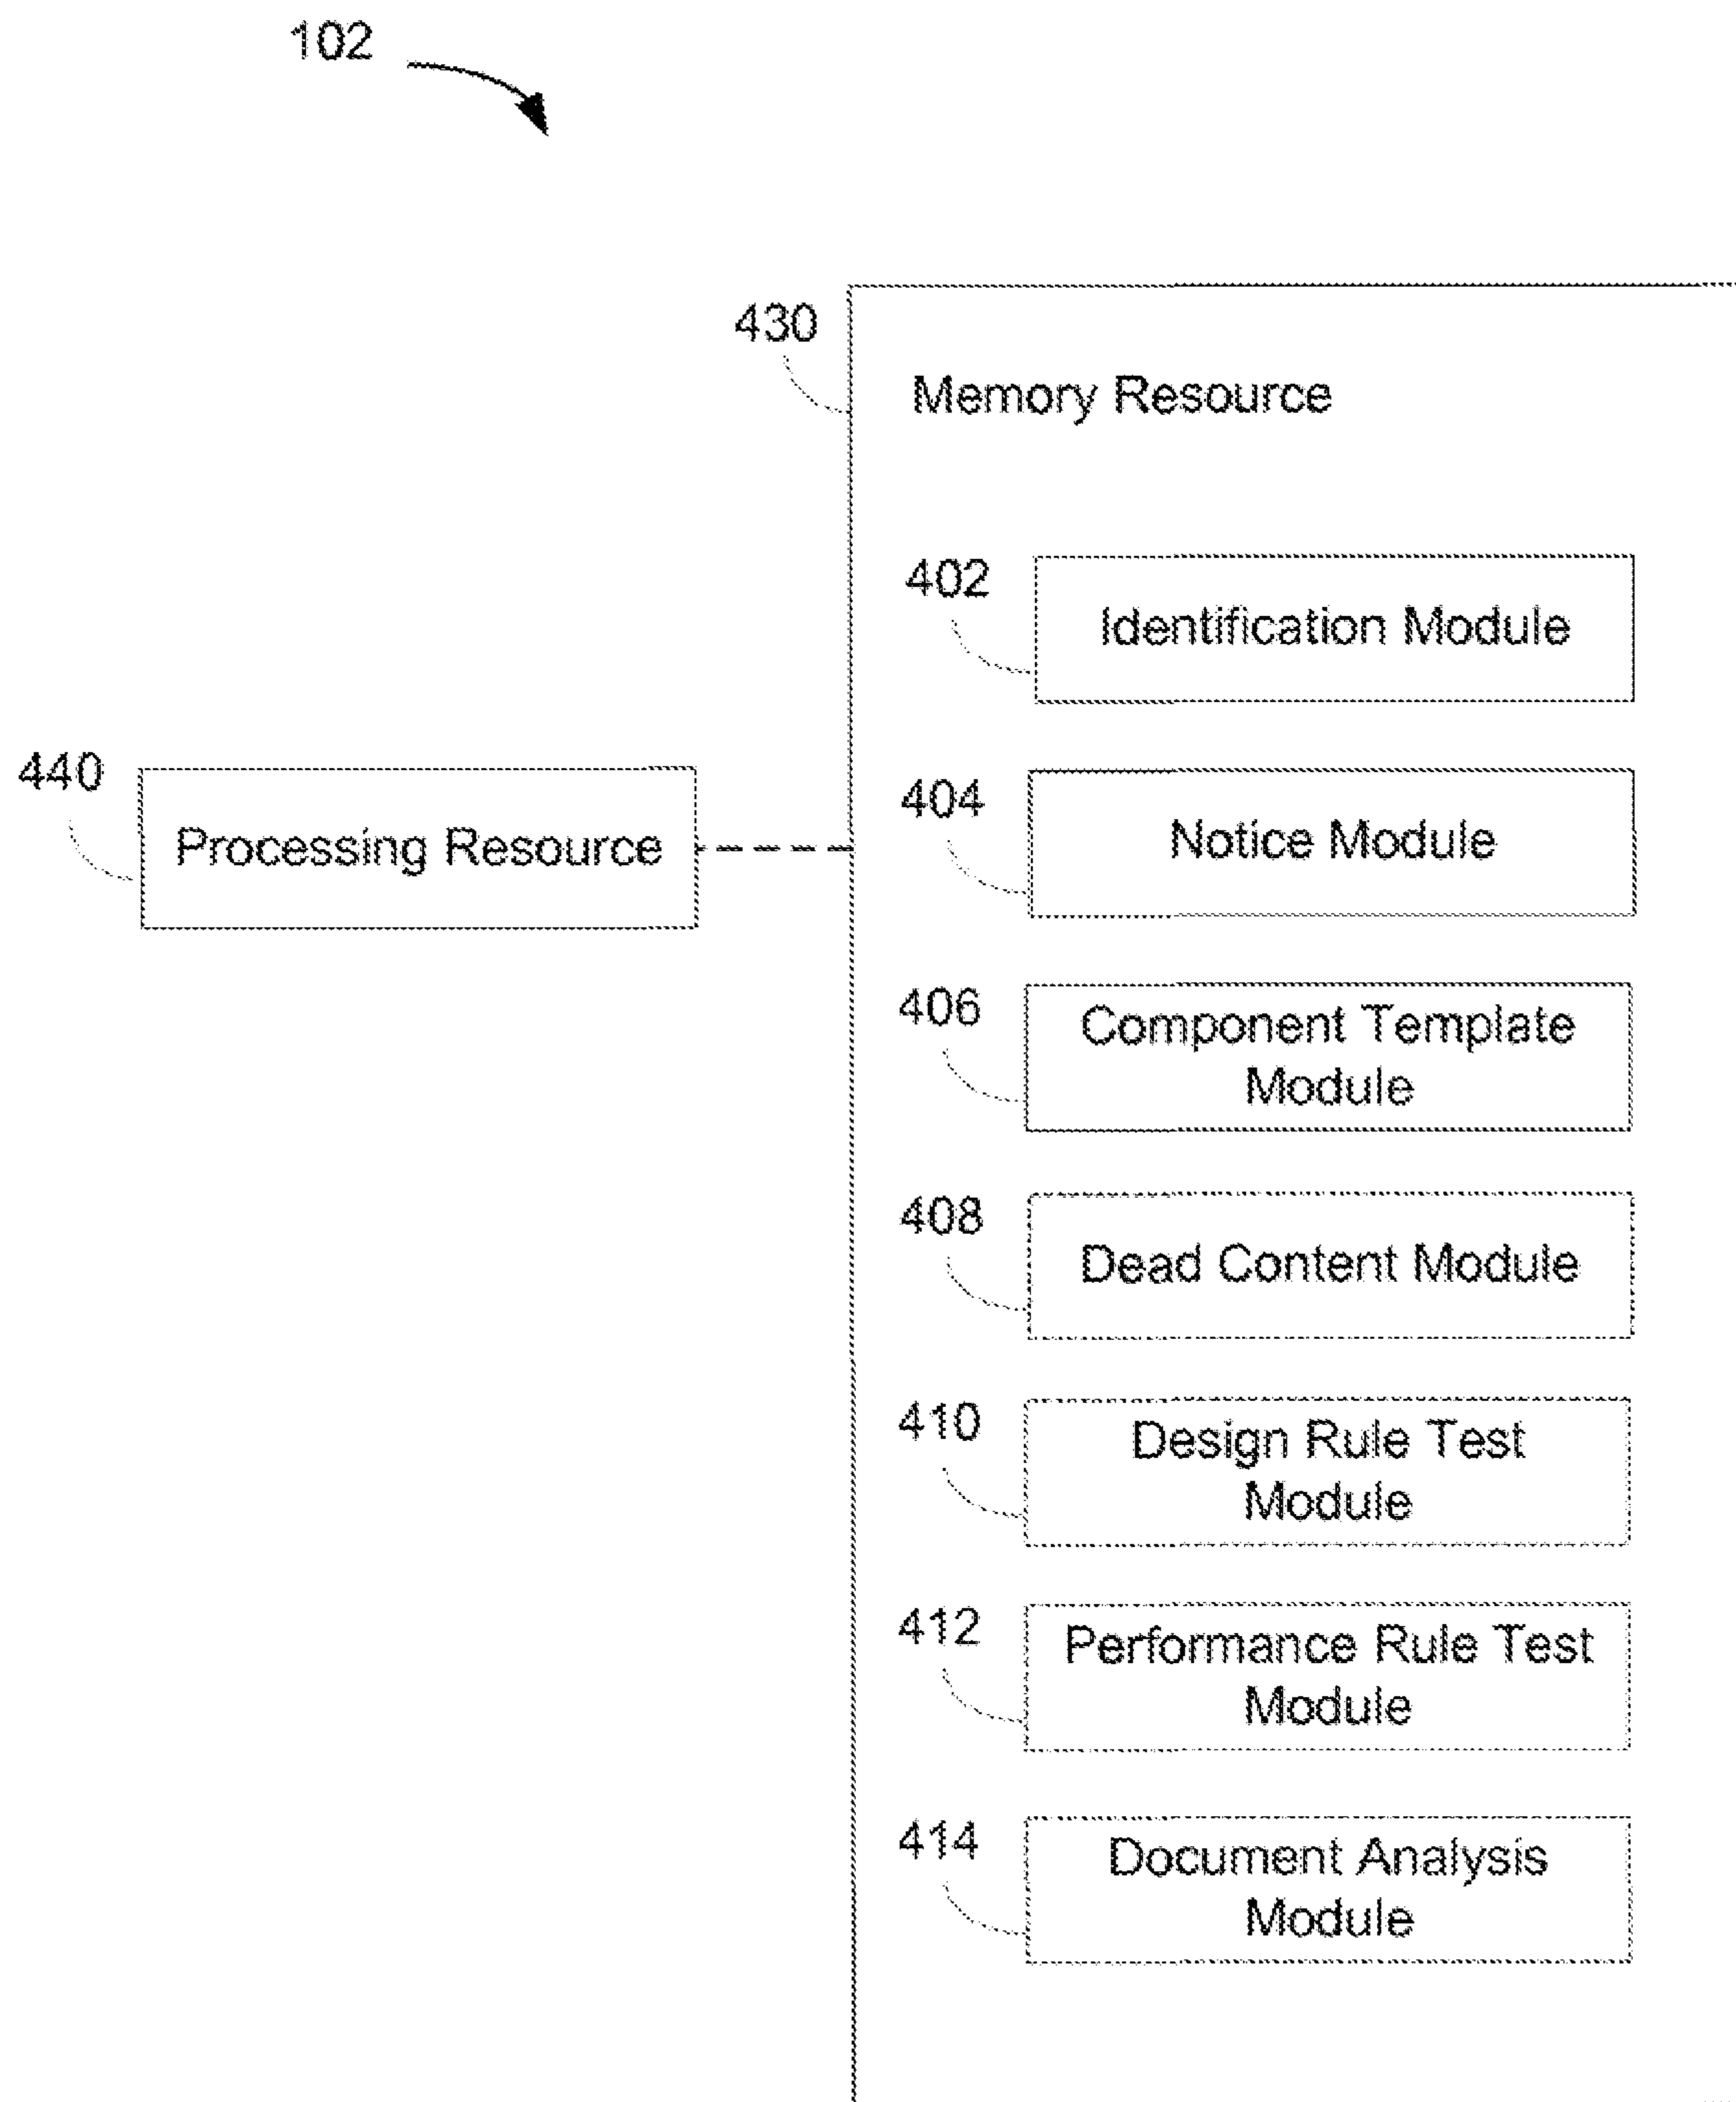 102
430
Memory Resource
402
Identification Module
440
Processing Resource
404
Notice Module
406
Component Template
Module
408
Dead Content Module
410
Design Rule Test
Module
412
Performance Rule Test
Module
414
Document Analysis
Module